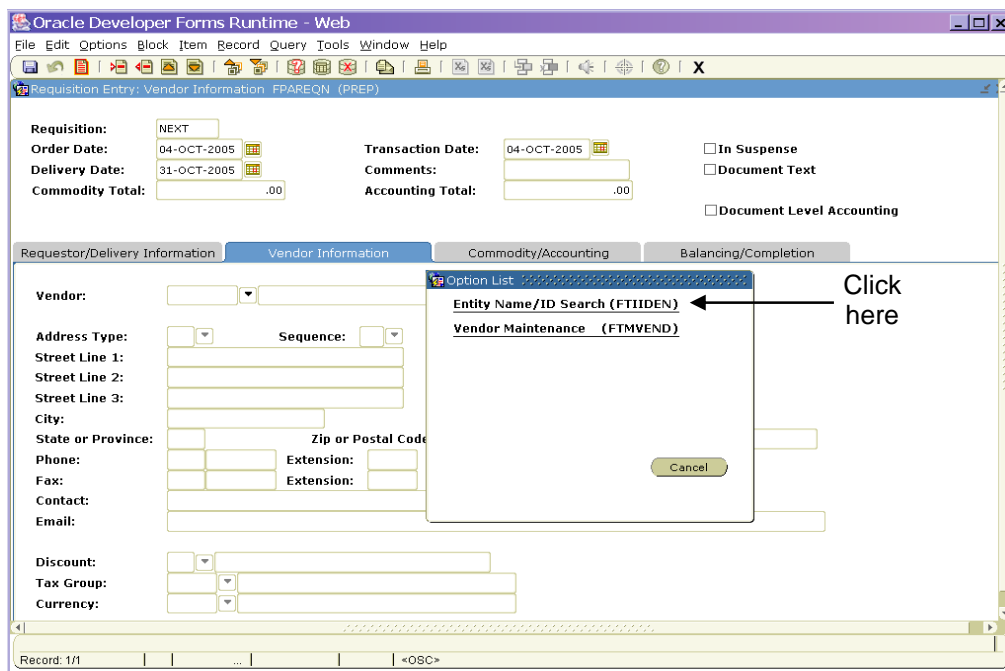 Oracle Developer Forms Runtime - Web
File Edit Options Block Item Record Query Tools Window Help
Requisition Entry: Vendor Information FPAREQN (PREP)
Requisition: NEXT
Order Date: 04-OCT-2005 Transaction Date: 04-OCT-2005 In Suspense
Delivery Date: 31-OCT-2005 Comments: Document Text
Commodity Total: .00 Accounting Total: .00
Document Level Accounting
Requestor/Delivery Information Vendor Information Commodity/Accounting Balancing/Completion
Option List
Vendor: Entity Name/ID Search (FTIIDEN) Click here
Vendor Maintenance (FTMVEND)
Address Type: Sequence:
Street Line 1:
Street Line 2:
Street Line 3:
City:
State or Province: Zip or Postal Code
Phone: Extension: Cancel
Fax: Extension:
Contact:
Email:
Discount:
Tax Group:
Currency:
Record: 1/1 ... <OSC>